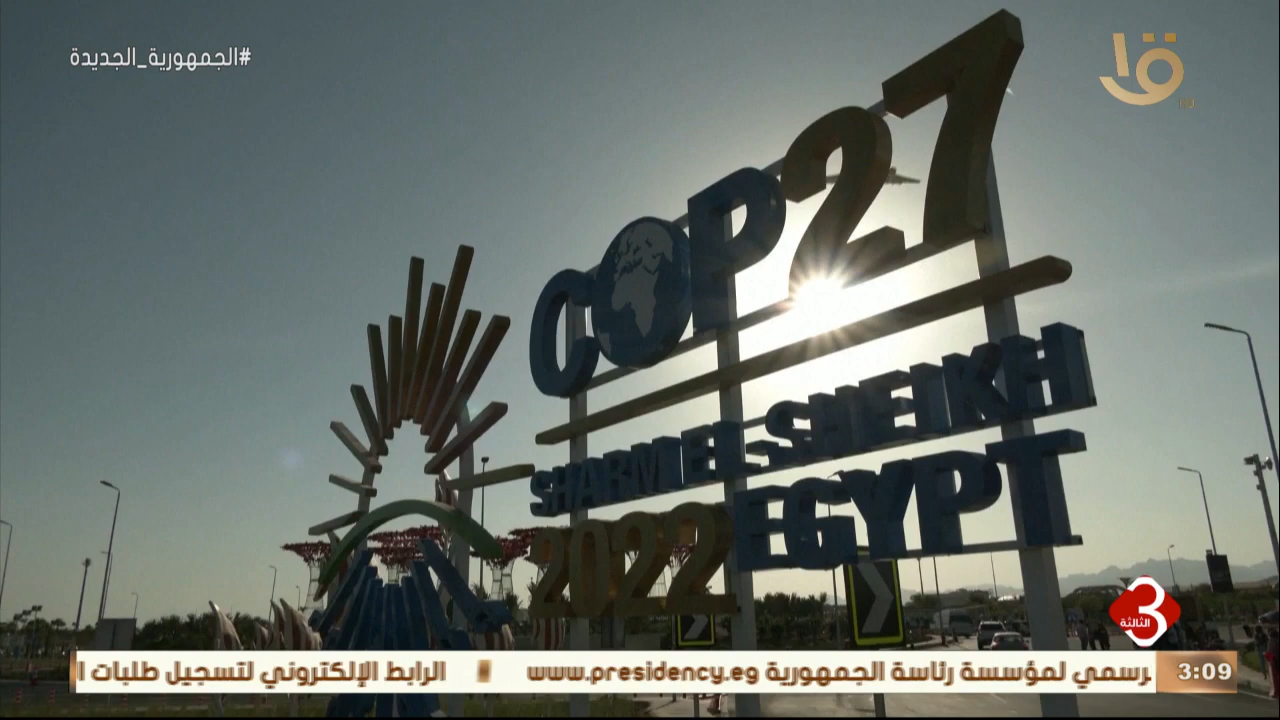 #الجمهورية_الجديدة
COP27
SHARM EL-SHEIKH
2022 EGYPT
3
الثالثة
رسمي لمؤسسة رئاسة الجمهورية www.presidency.eg
الرابط الإلكتروني لتسجيل طلبات ا
3:09